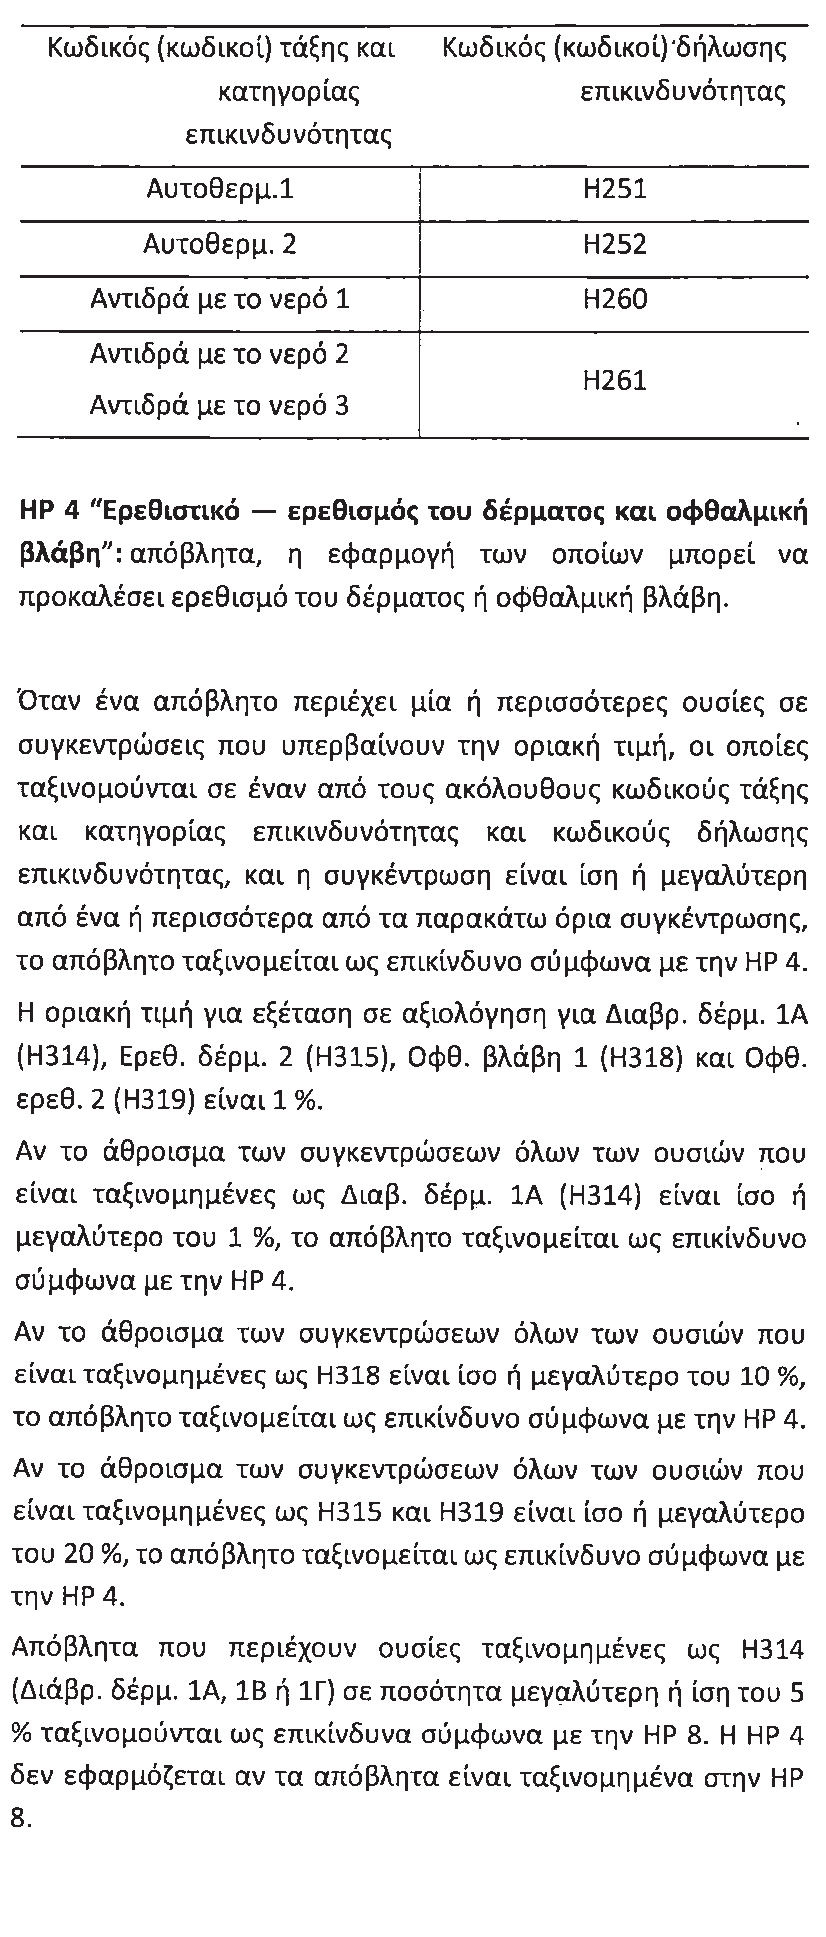 Κωδικός (κωδικοί) τάξης και
κατηγορίας
επικινδυνότητας
Κωδικός (κωδικοί) δήλωσης
επικινδυνότητας
Αυτοθερμ.1
H251
Αυτοθερμ. 2
H252
Αντιδρά με το νερό 1
H260
Αντιδρά με το νερό 2
Αντιδρά με το νερό 3
H261
HP 4 "Ερεθιστικό — ερεθισμός του δέρματος και οφθαλμική
βλάβη": απόβλητα, η εφαρμογή των οποίων μπορεί να
προκαλέσει ερεθισμό του δέρματος ή οφθαλμική βλάβη.
Όταν ένα απόβλητο περιέχει μία ή περισσότερες ουσίες σε
συγκεντρώσεις που υπερβαίνουν την οριακή τιμή, οι οποίες
ταξινομούνται σε έναν από τους ακόλουθους κωδικούς τάξης
και κατηγορίας επικινδυνότητας και κωδικούς δήλωσης
επικινδυνότητας, και η συγκέντρωση είναι ίση ή μεγαλύτερη
από ένα ή περισσότερα από τα παρακάτω όρια συγκέντρωσης,
το απόβλητο ταξινομείται ως επικίνδυνο σύμφωνα με την HP 4.
Η οριακή τιμή για εξέταση σε αξιολόγηση για Διαβρ. δέρμ. 1A
(H314), Ερεθ. δέρμ. 2 (H315), Οφθ. βλάβη 1 (H318) και Οφθ.
ερεθ. 2 (H319) είναι 1 %.
Αν το άθροισμα των συγκεντρώσεων όλων των ουσιών που
είναι ταξινομημένες ως Διαβ. δέρμ. 1A (H314) είναι ίσο ή
μεγαλύτερο του 1 %, το απόβλητο ταξινομείται ως επικίνδυνο
σύμφωνα με την HP 4.
Αν το άθροισμα των συγκεντρώσεων όλων των ουσιών που
είναι ταξινομημένες ως H318 είναι ίσο ή μεγαλύτερο του 10 %,
το απόβλητο ταξινομείται ως επικίνδυνο σύμφωνα με την HP 4.
Αν το άθροισμα των συγκεντρώσεων όλων των ουσιών που
είναι ταξινομημένες ως H315 και H319 είναι ίσο ή μεγαλύτερο
του 20 %, το απόβλητο ταξινομείται ως επικίνδυνο σύμφωνα με
την HP 4.
Απόβλητα που περιέχουν ουσίες ταξινομημένες ως H314
(Διάβρ. δέρμ. 1A, 1B ή 1Γ) σε ποσότητα μεγαλύτερη ή ίση του 5
% ταξινομούνται ως επικίνδυνα σύμφωνα με την HP 8. Η HP 4
δεν εφαρμόζεται αν τα απόβλητα είναι ταξινομημένα στην HP
8.